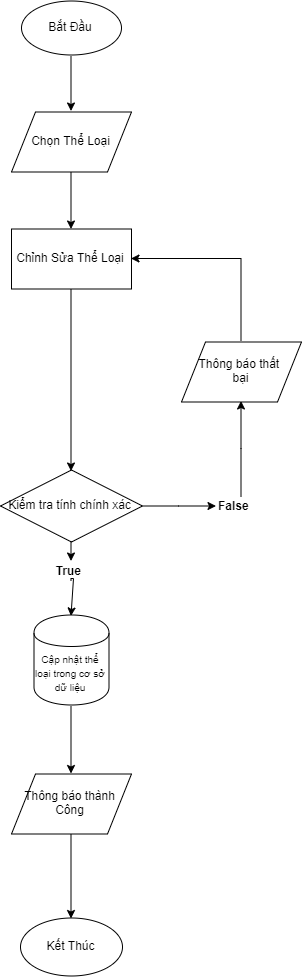 Bắt Đầu
Chọn Thể Loại
Chỉnh Sửa Thể Loại
Thông báo thất
bại
Kiểm tra tính chính xác
False
True
Cập nhật thể
loại trong cơ sở
dữ liệu
Thông báo thành
Công
Kết Thúc